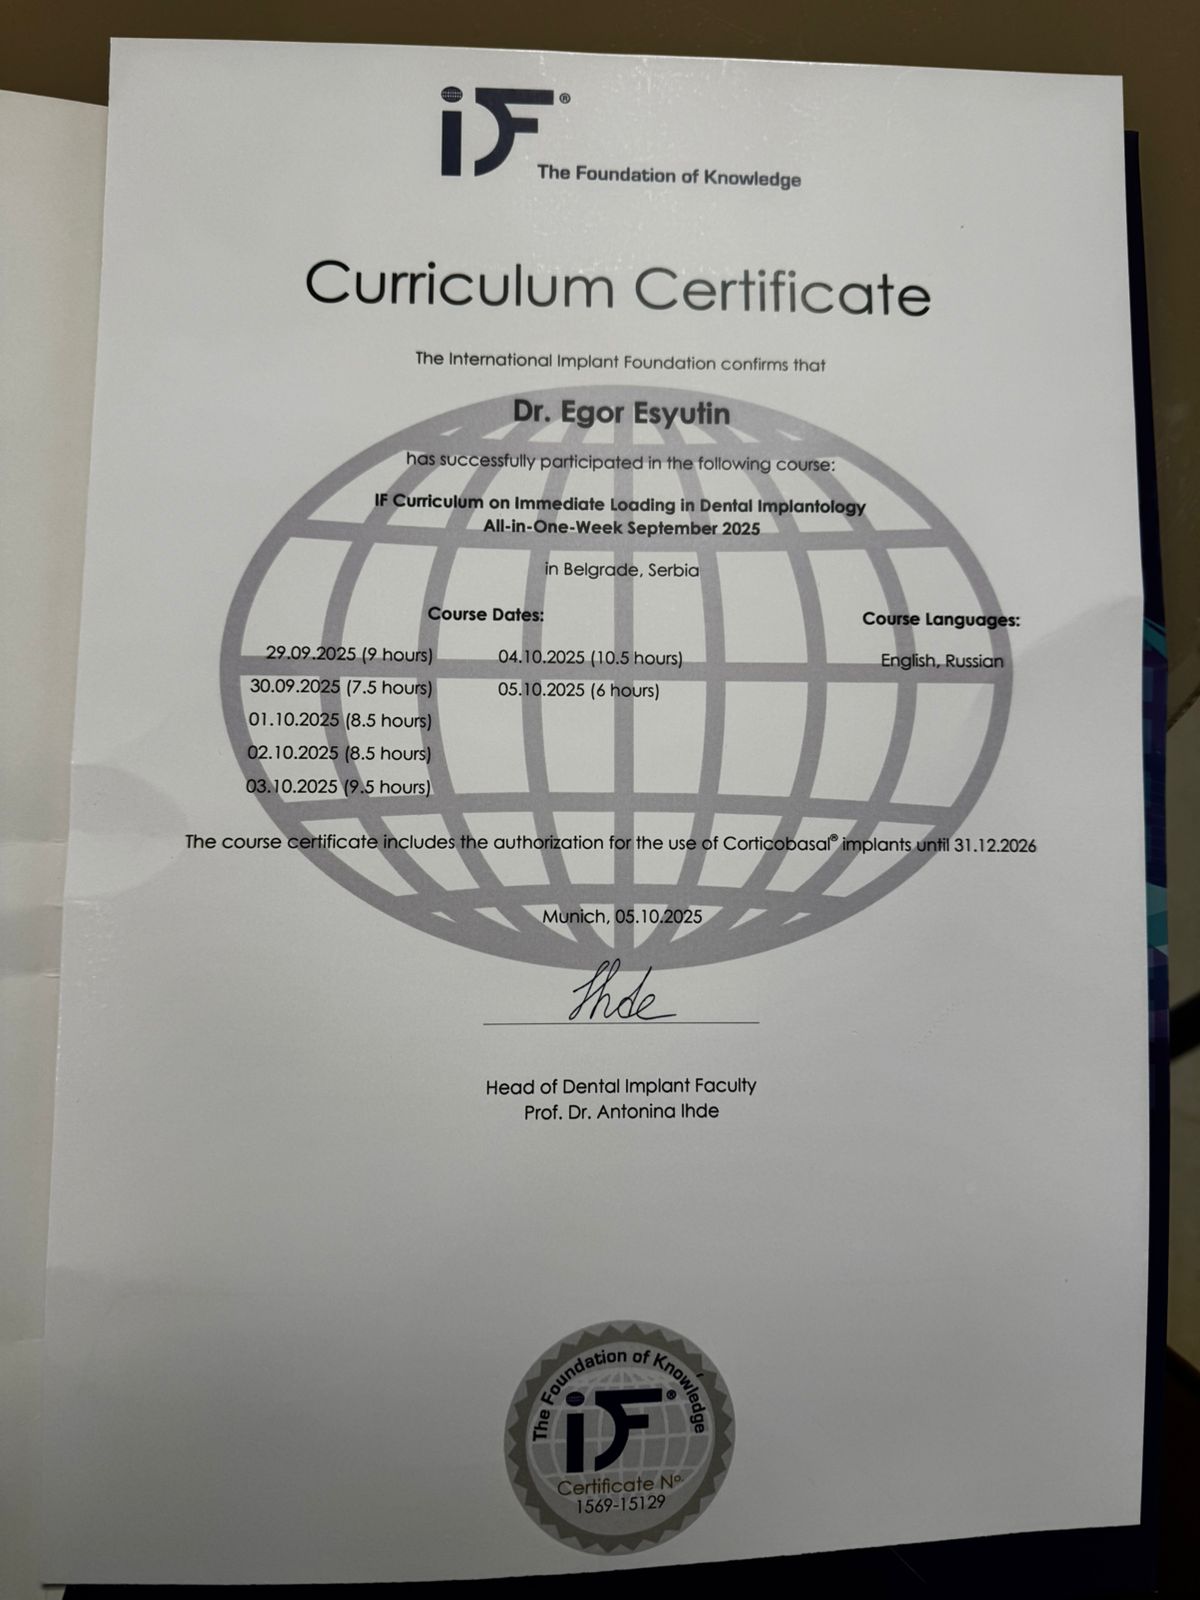 iF®
The Foundation of Knowledge
Curriculum Certificate
The International Implant Foundation confirms that
Dr. Egor Esyutin
has successfully participated in the following course:
IF Curriculum on Immediate Loading in Dental Implantology
All-in-One-Week September 2025
in Belgrade, Serbia
Course Dates:
29.09.2025 (9 hours)
30.09.2025 (7.5 hours)
01.10.2025 (8.5 hours)
02.10.2025 (8.5 hours)
03.10.2025 (9.5 hours)
04.10.2025 (10.5 hours)
05.10.2025 (6 hours)
Course Languages:
English, Russian
The course certificate includes the authorization for the use of Corticobasal® implants until 31.12.2026
Munich, 05.10.2025
Ihde
Head of Dental Implant Faculty
Prof. Dr. Antonina Ihde
The Foundation of Knowledge
iF®
Certificate Nº.
1569-15129